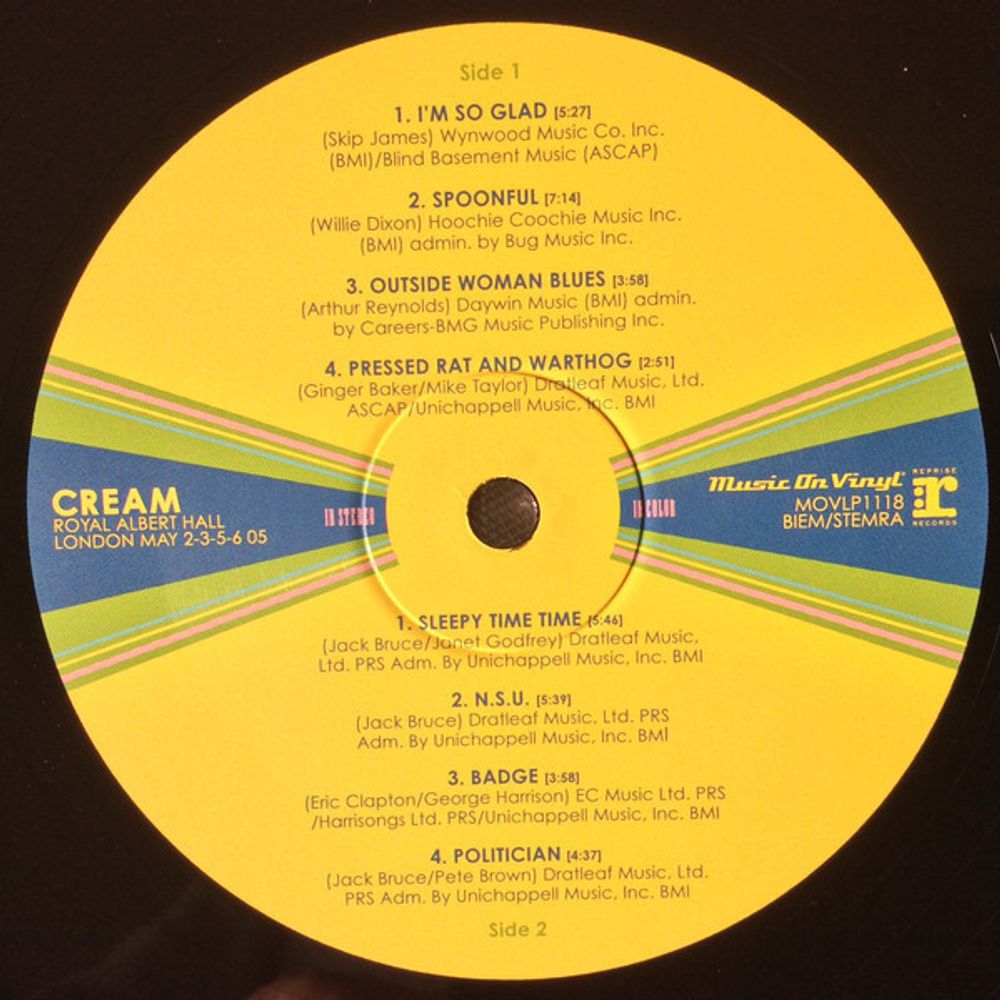 Side 1
1. I'M SO GLAD [5:27]
(Skip James) Wynwood Music Co. Inc.
(BMI)/Blind Basement Music (ASCAP)
2. SPOONFUL [7:14]
(Willie Dixon) Hoochie Coochie Music Inc.
(BMI) admin. by Bug Music Inc.
3. OUTSIDE WOMAN BLUES [3:58]
(Arthur Reynolds) Daywin Music (BMI) admin.
by Careers-BMG Music Publishing Inc.
4. PRESSED RAT AND WARTHOG [2:51]
(Ginger Baker/Mike Taylor) Dratleaf Music, Ltd.
ASCAP/Unichappell Music, Inc. BMI
CREAM
ROYAL ALBERT HALL
LONDON MAY 2-3-5-6 05
IN STEREO
IN COLOR
Music On Vinyl
MOVLP1118
BIEM/STEMRA
REPRISE
r
RECORDS
1. SLEEPY TIME TIME [5:46]
(Jack Bruce/Janet Godfrey) Dratleaf Music,
Ltd. PRS Adm. By Unichappell Music, Inc. BMI
2. N.S.U. [5:39]
(Jack Bruce) Dratleaf Music, Ltd. PRS
Adm. By Unichappell Music, Inc. BMI
3. BADGE [3:58]
(Eric Clapton/George Harrison) EC Music Ltd. PRS
/Harrisongs Ltd. PRS/Unichappell Music, Inc. BMI
4. POLITICIAN [4:37]
(Jack Bruce/Pete Brown) Dratleaf Music, Ltd.
PRS Adm. By Unichappell Music, Inc. BMI
Side 2